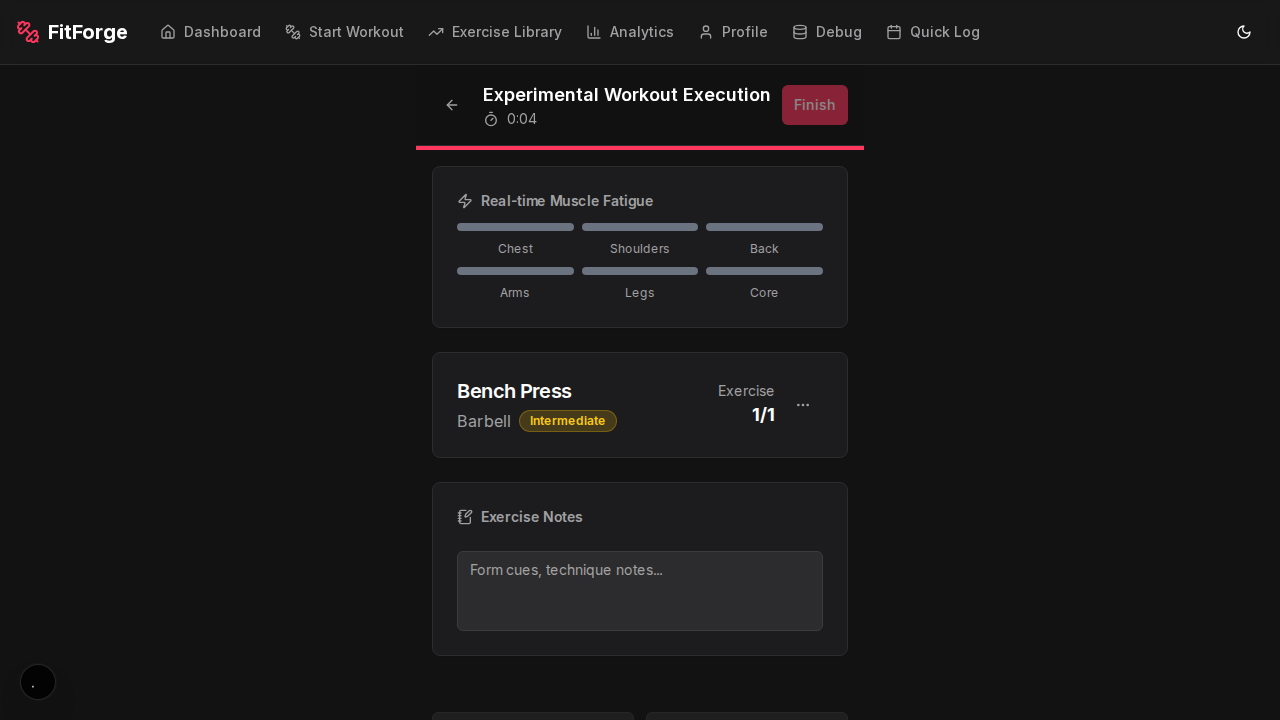 FitForge
Dashboard
Start Workout
Exercise Library
Analytics
Profile
Debug
Quick Log
Experimental Workout Execution
0:04
Finish
Real-time Muscle Fatigue
Chest
Shoulders
Back
Arms
Legs
Core
Bench Press
Barbell
Intermediate
Exercise
1/1
Exercise Notes
Form cues, technique notes...